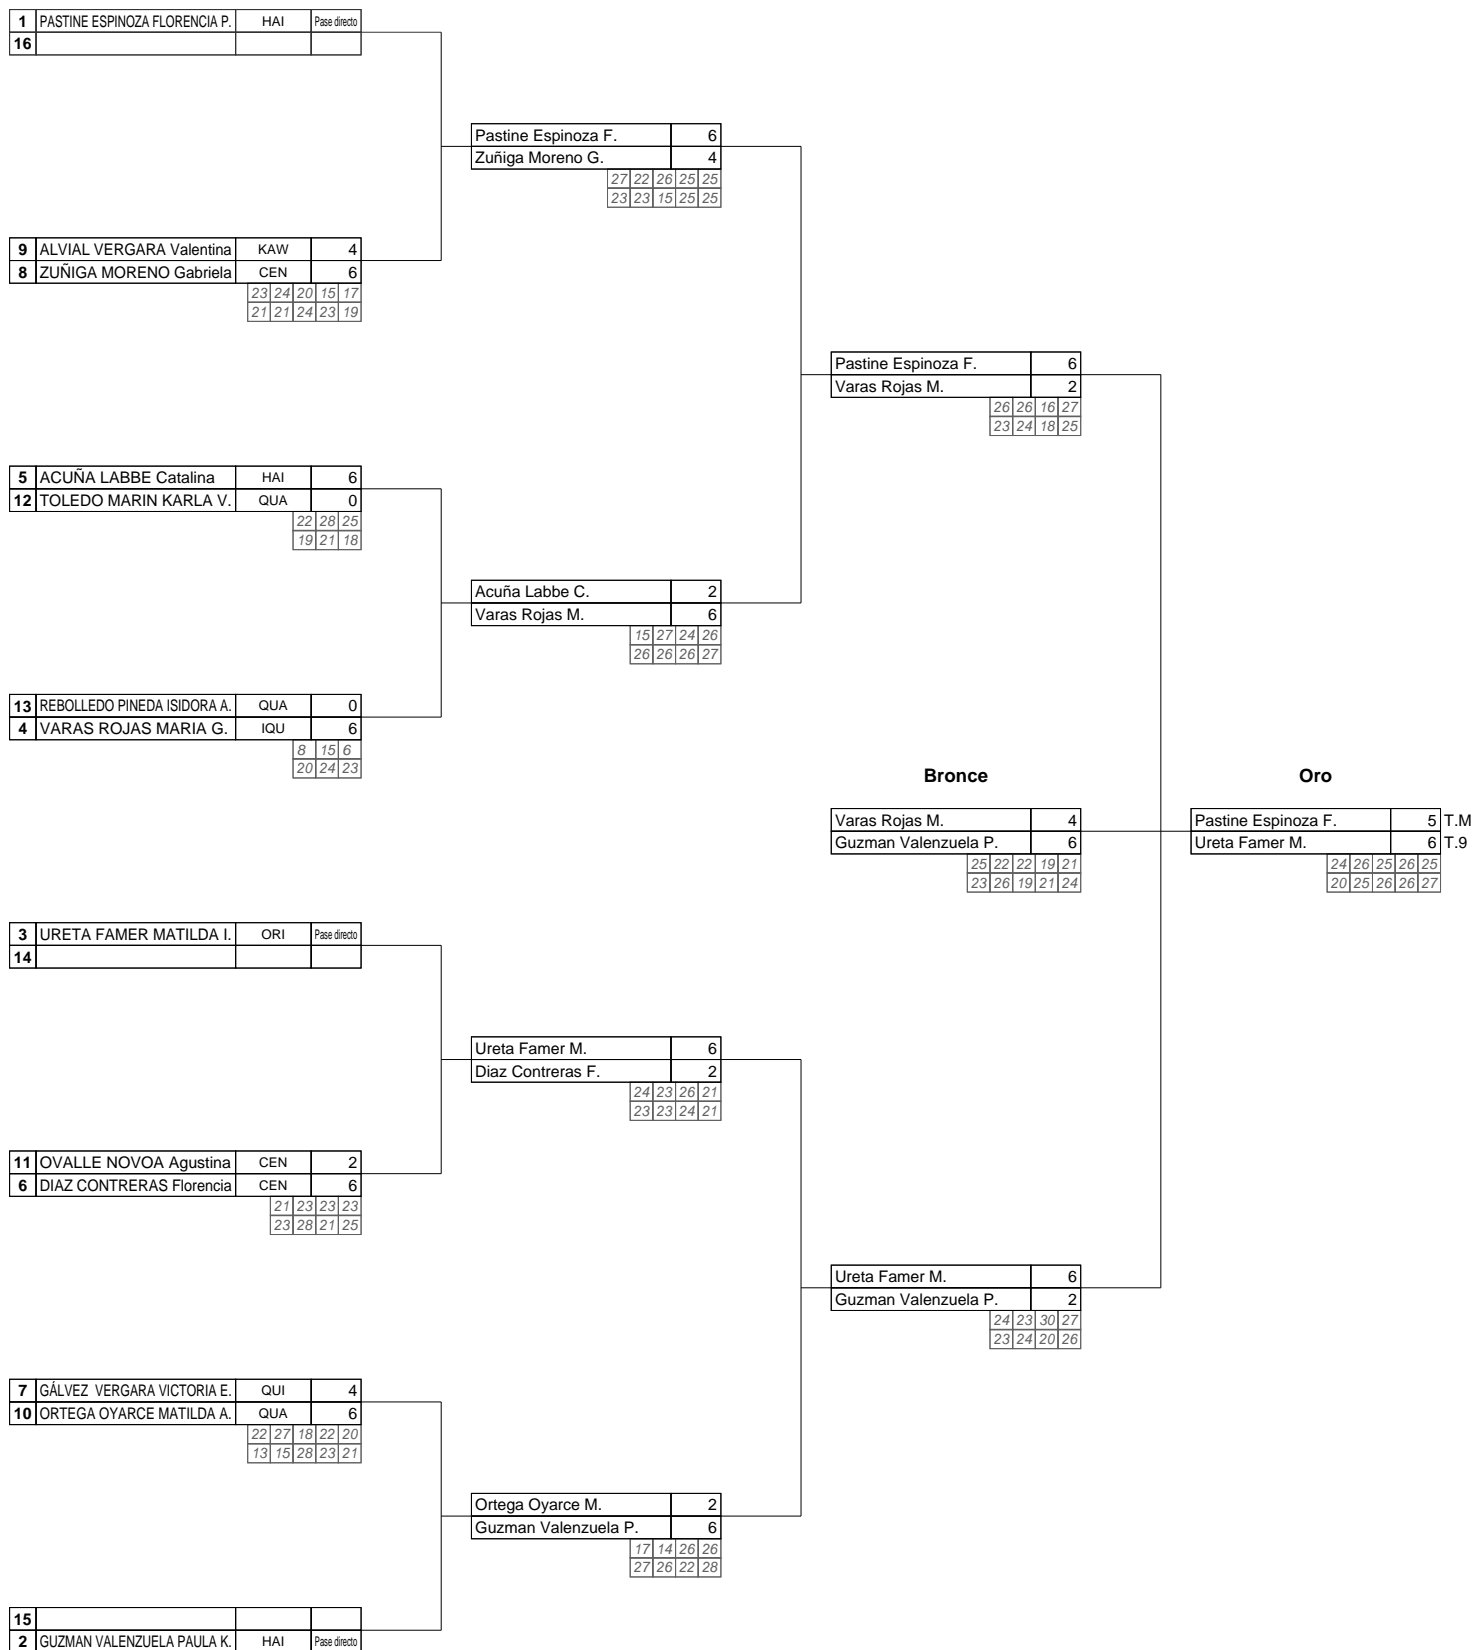 1 PASTINE ESPINOZA FLORENCIA P. HAI Pase directo
16
Pastine Espinoza F. 6
Zuñiga Moreno G. 4
27 22 26 25 25
23 23 15 25 25
9 ALVIAL VERGARA Valentina KAW 4
8 ZUÑIGA MORENO Gabriela CEN 6
23 24 20 15 17
21 21 24 23 19
Pastine Espinoza F. 6
Varas Rojas M. 2
26 26 16 27
23 24 18 25
5 ACUÑA LABBE Catalina HAI 6
12 TOLEDO MARIN KARLA V. QUA 0
22 28 25
19 21 18
Acuña Labbe C. 2
Varas Rojas M. 6
15 27 24 26
26 26 26 27
13 REBOLLEDO PINEDA ISIDORA A. QUA 0
4 VARAS ROJAS MARIA G. IQU 6
8 15 6
20 24 23
Bronce Oro
Varas Rojas M. 4 Pastine Espinoza F. 5 T.M
Guzman Valenzuela P. 6 Ureta Famer M. 6 T.9
25 22 22 19 21 24 26 25 26 25
23 26 19 21 24 20 25 26 26 27
3 URETA FAMER MATILDA I. ORI Pase directo
14
Ureta Famer M. 6
Diaz Contreras F. 2
24 23 26 21
23 23 24 21
11 OVALLE NOVOA Agustina CEN 2
6 DIAZ CONTRERAS Florencia CEN 6
21 23 23 23
23 28 21 25
Ureta Famer M. 6
Guzman Valenzuela P. 2
24 23 30 27
23 24 20 26
7 GÁLVEZ VERGARA VICTORIA E. QUI 4
10 ORTEGA OYARCE MATILDA A. QUA 6
22 27 18 22 20
13 15 28 23 21
Ortega Oyarce M. 2
Guzman Valenzuela P. 6
17 14 26 26
27 26 22 28
15
2 GUZMAN VALENZUELA PAULA K. HAI Pase directo